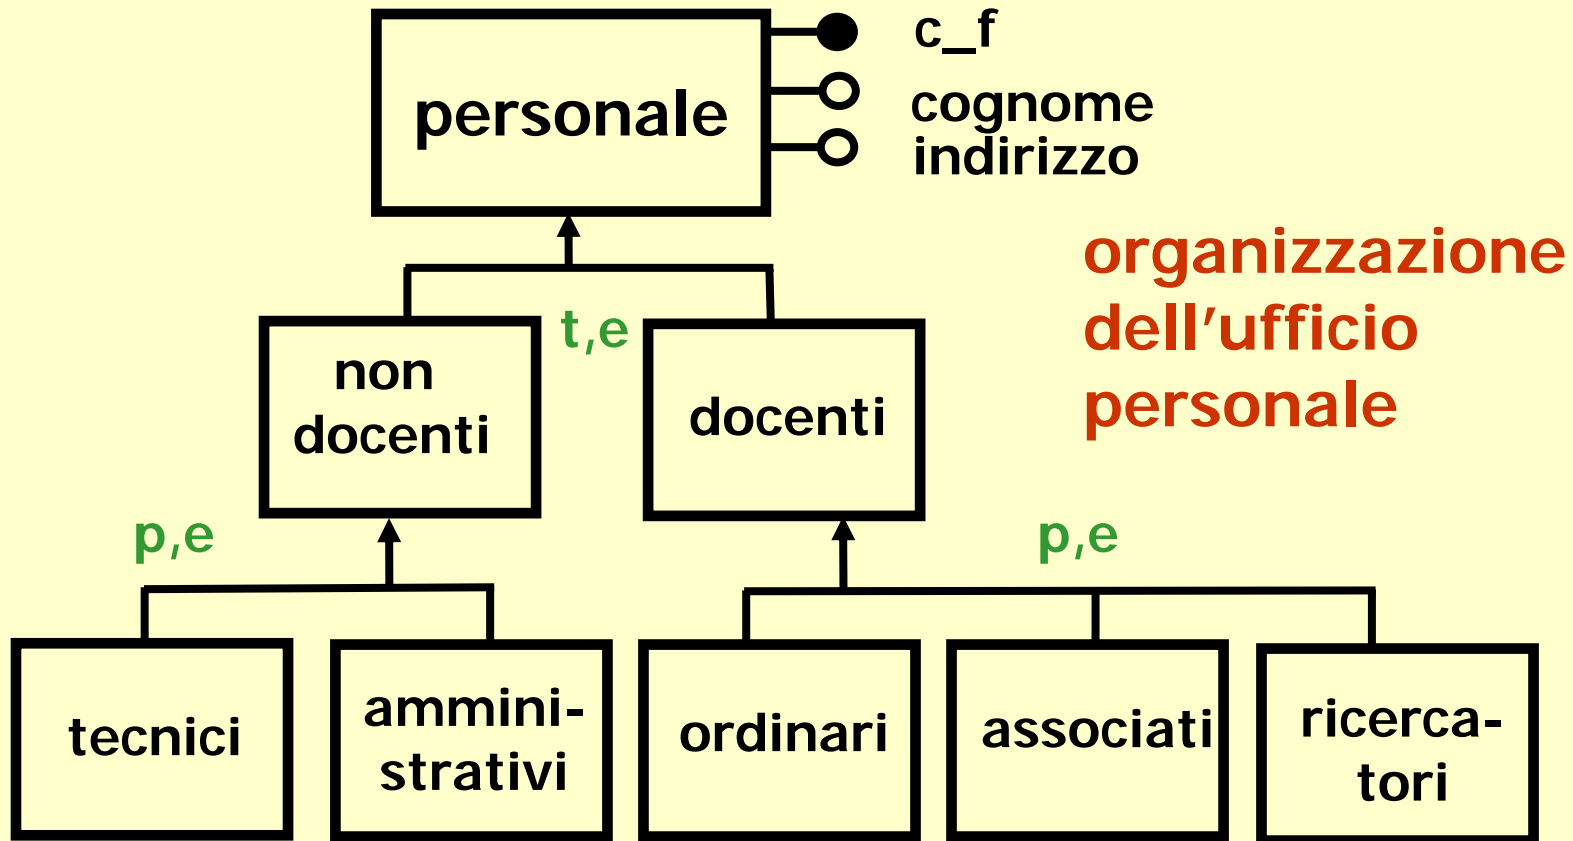 personale
c_f
cognome
indirizzo
organizzazione
dell'ufficio
personale
t,e
non
docenti
docenti
p,e
p,e
tecnici
ammini-
strativi
ordinari
associati
ricerca-
tori